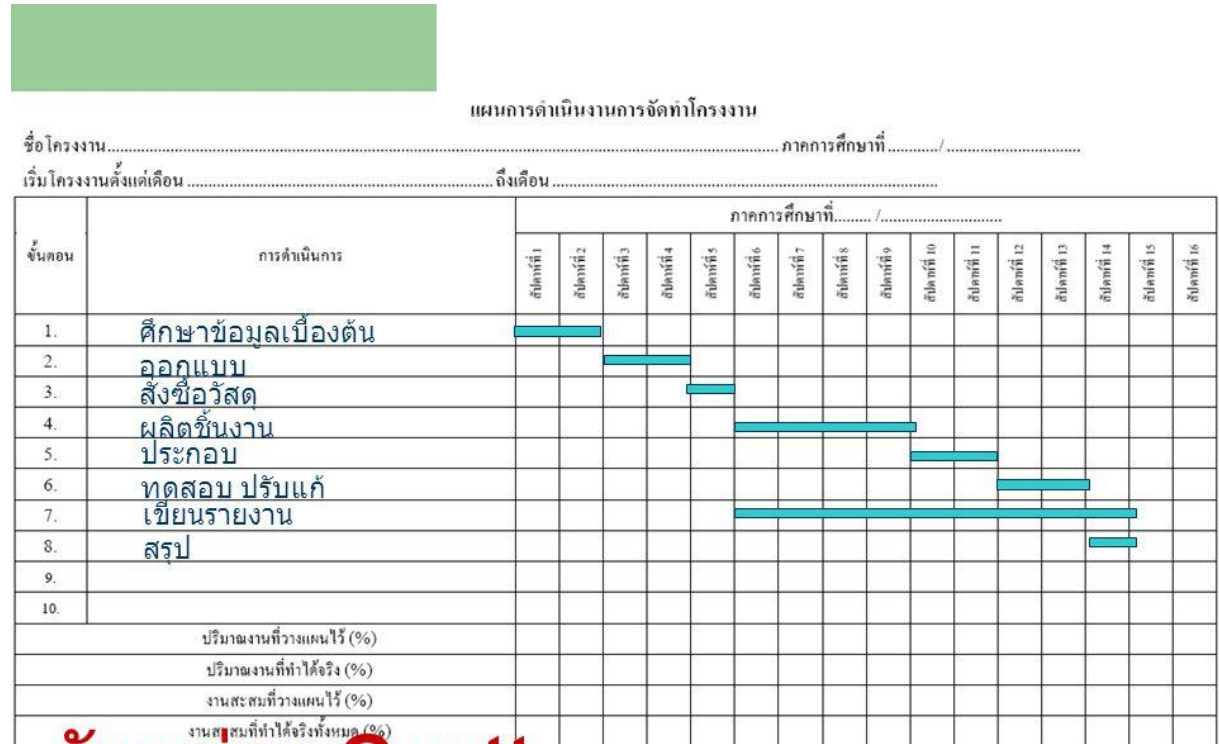 แผนการดำเนินงานการจัดทำโครงงาน
ชื่อโครงงาน.................... ภาคการศึกษาที่ ............/ ................................
เริ่มโครงงานตั้งแต่เดือน .................... ถึงเดือน ....................
ขั้นตอน การดำเนินการ ภาคการศึกษาที่......... /.............................
สัปดาห์ที่ 1 สัปดาห์ที่ 2 สัปดาห์ที่ 3 สัปดาห์ที่ 4 สัปดาห์ที่ 5 สัปดาห์ที่ 6 สัปดาห์ที่ 7 สัปดาห์ที่ 8 สัปดาห์ที่ 9 สัปดาห์ที่ 10 สัปดาห์ที่ 11 สัปดาห์ที่ 12 สัปดาห์ที่ 13 สัปดาห์ที่ 14 สัปดาห์ที่ 15 สัปดาห์ที่ 16
1. ศึกษาข้อมูลเบื้องต้น
2. ออกแบบ
3. สั่งซื้อวัสดุ
4. ผลิตชิ้นงาน
5. ประกอบ
6. ทดสอบ ปรับแก้
7. เขียนรายงาน
8. สรุป
9.
10.
ปริมาณงานที่วางแผนไว้ (%)
ปริมาณงานที่ทำได้จริง (%)
งานสะสมที่วางแผนไว้ (%)
งานสะสมที่ทำได้จริงทั้งหมด (%)